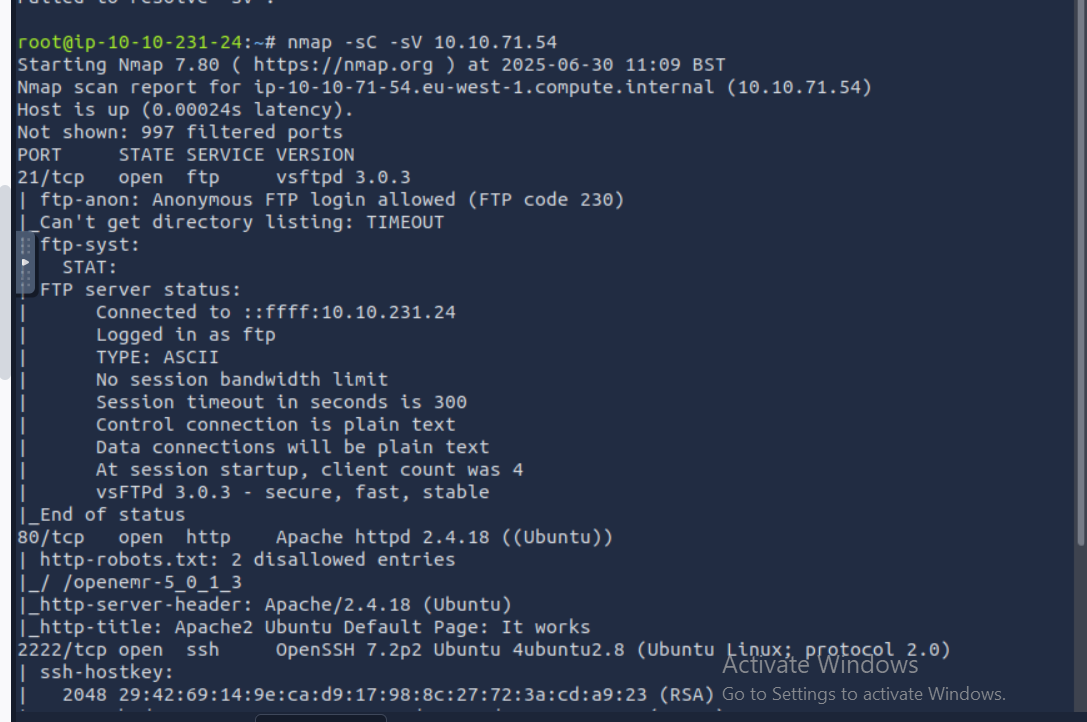 root@ip-10-10-231-24:~# nmap -sC -sV 10.10.71.54
Starting Nmap 7.80 ( https://nmap.org ) at 2025-06-30 11:09 BST
Nmap scan report for ip-10-10-71-54.eu-west-1.compute.internal (10.10.71.54)
Host is up (0.00024s latency).
Not shown: 997 filtered ports
PORT     STATE SERVICE VERSION
21/tcp   open  ftp     vsftpd 3.0.3
| ftp-anon: Anonymous FTP login allowed (FTP code 230)
|_Can't get directory listing: TIMEOUT
ftp-syst:
STAT:
FTP server status:
|      Connected to ::ffff:10.10.231.24
|      Logged in as ftp
|      TYPE: ASCII
|      No session bandwidth limit
|      Session timeout in seconds is 300
|      Control connection is plain text
|      Data connections will be plain text
|      At session startup, client count was 4
|      vsFTPd 3.0.3 - secure, fast, stable
|_End of status
80/tcp   open  http    Apache httpd 2.4.18 ((Ubuntu))
| http-robots.txt: 2 disallowed entries
|_/ /openemr-5_0_1_3
|_http-server-header: Apache/2.4.18 (Ubuntu)
|_http-title: Apache2 Ubuntu Default Page: It works
2222/tcp open  ssh     OpenSSH 7.2p2 Ubuntu 4ubuntu2.8 (Ubuntu Linux; protocol 2.0)
| ssh-hostkey:
|   2048 29:42:69:14:9e:ca:d9:17:98:8c:27:72:3a:cd:a9:23 (RSA)
Activate Windows
Go to Settings to activate Windows.